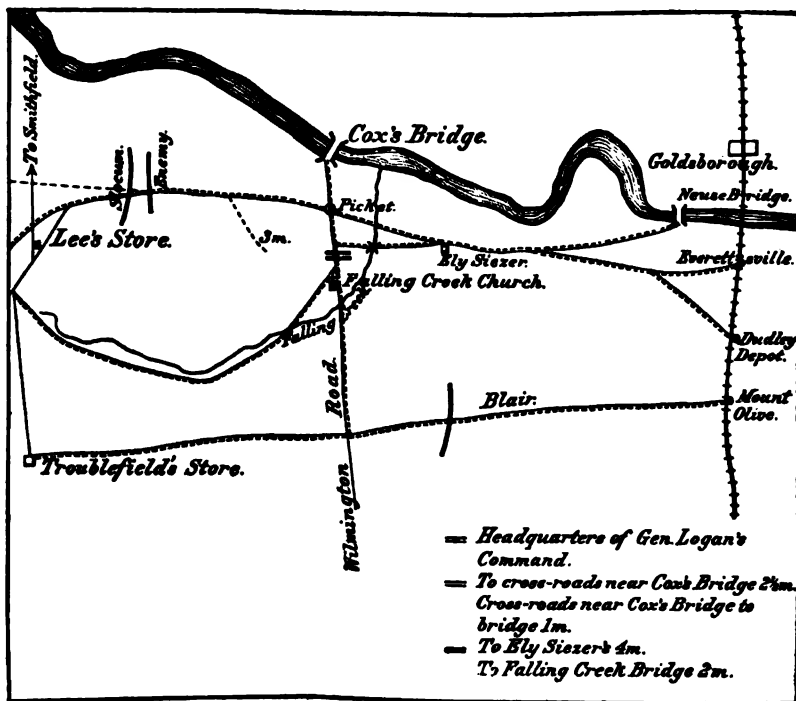 To Smithfield.
Slocum.
Enemy.
Cox's Bridge.
Goldsborough.
Neuse Bridge.
Picket.
Lee's Store.
3m.
Ely Siezer.
Everettsville.
Falling Creek Church.
Falling
Dudley
Depot.
Road.
Blair.
Mount
Olive.
Troublefield's Store.
Wilmington
Headquarters of Gen. Logan's
Command.
To cross-roads near Cox's Bridge 2½m.
Cross-roads near Cox's Bridge to
bridge 1m.
To Ely Siezer's 4m.
To Falling Creek Bridge 2m.